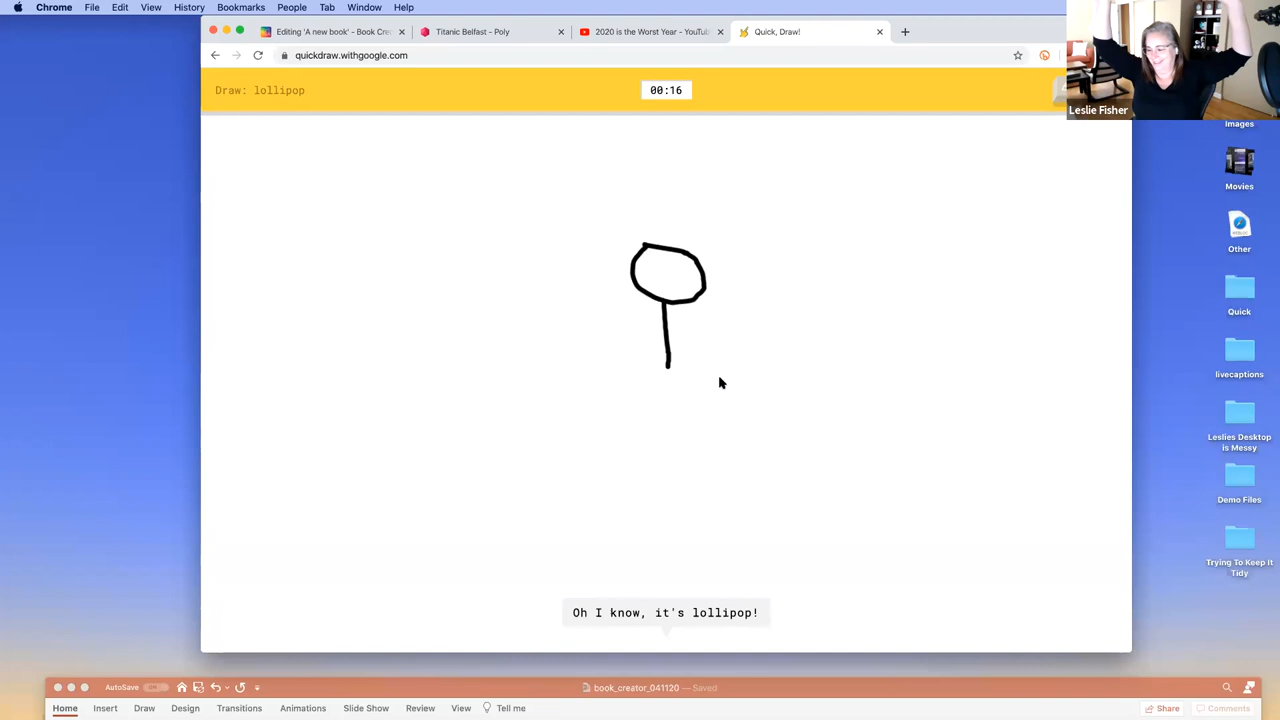 Chrome File Edit View History Bookmarks People Tab Window Help
Editing 'A new book' - Book Cre
Titanic Belfast - Poly
2020 is the Worst Year - YouTu
Quick, Draw!
quickdraw.withgoogle.com
Leslie Fisher
Draw: lollipop
00:16
Images
Movies
Other
Quick
livecaptions
Leslies Desktop
is Messy
Demo Files
Trying To Keep It
Tidy
Oh I know, it's lollipop!
AutoSave
book_creator_041120 — Saved
Home Insert Draw Design Transitions Animations Slide Show Review View Tell me
Share
Comments